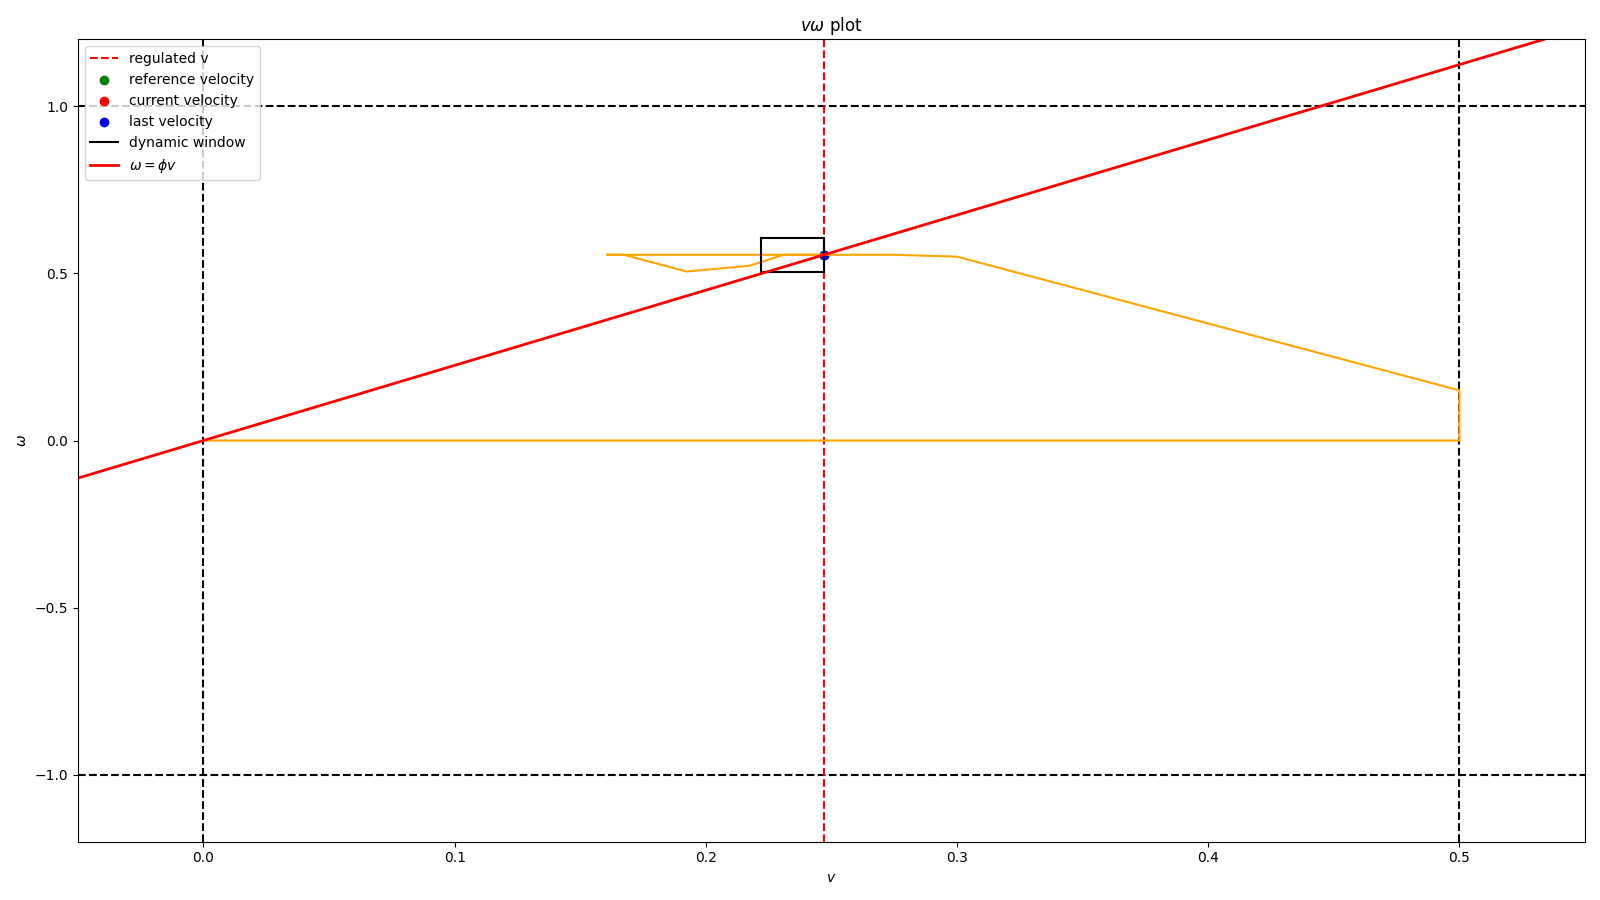 vω plot
regulated v
reference velocity
current velocity
last velocity
dynamic window
ω = ϕv
1.0
0.5
0.0
−0.5
−1.0
ω
0.0 0.1 0.2 0.3 0.4 0.5
v